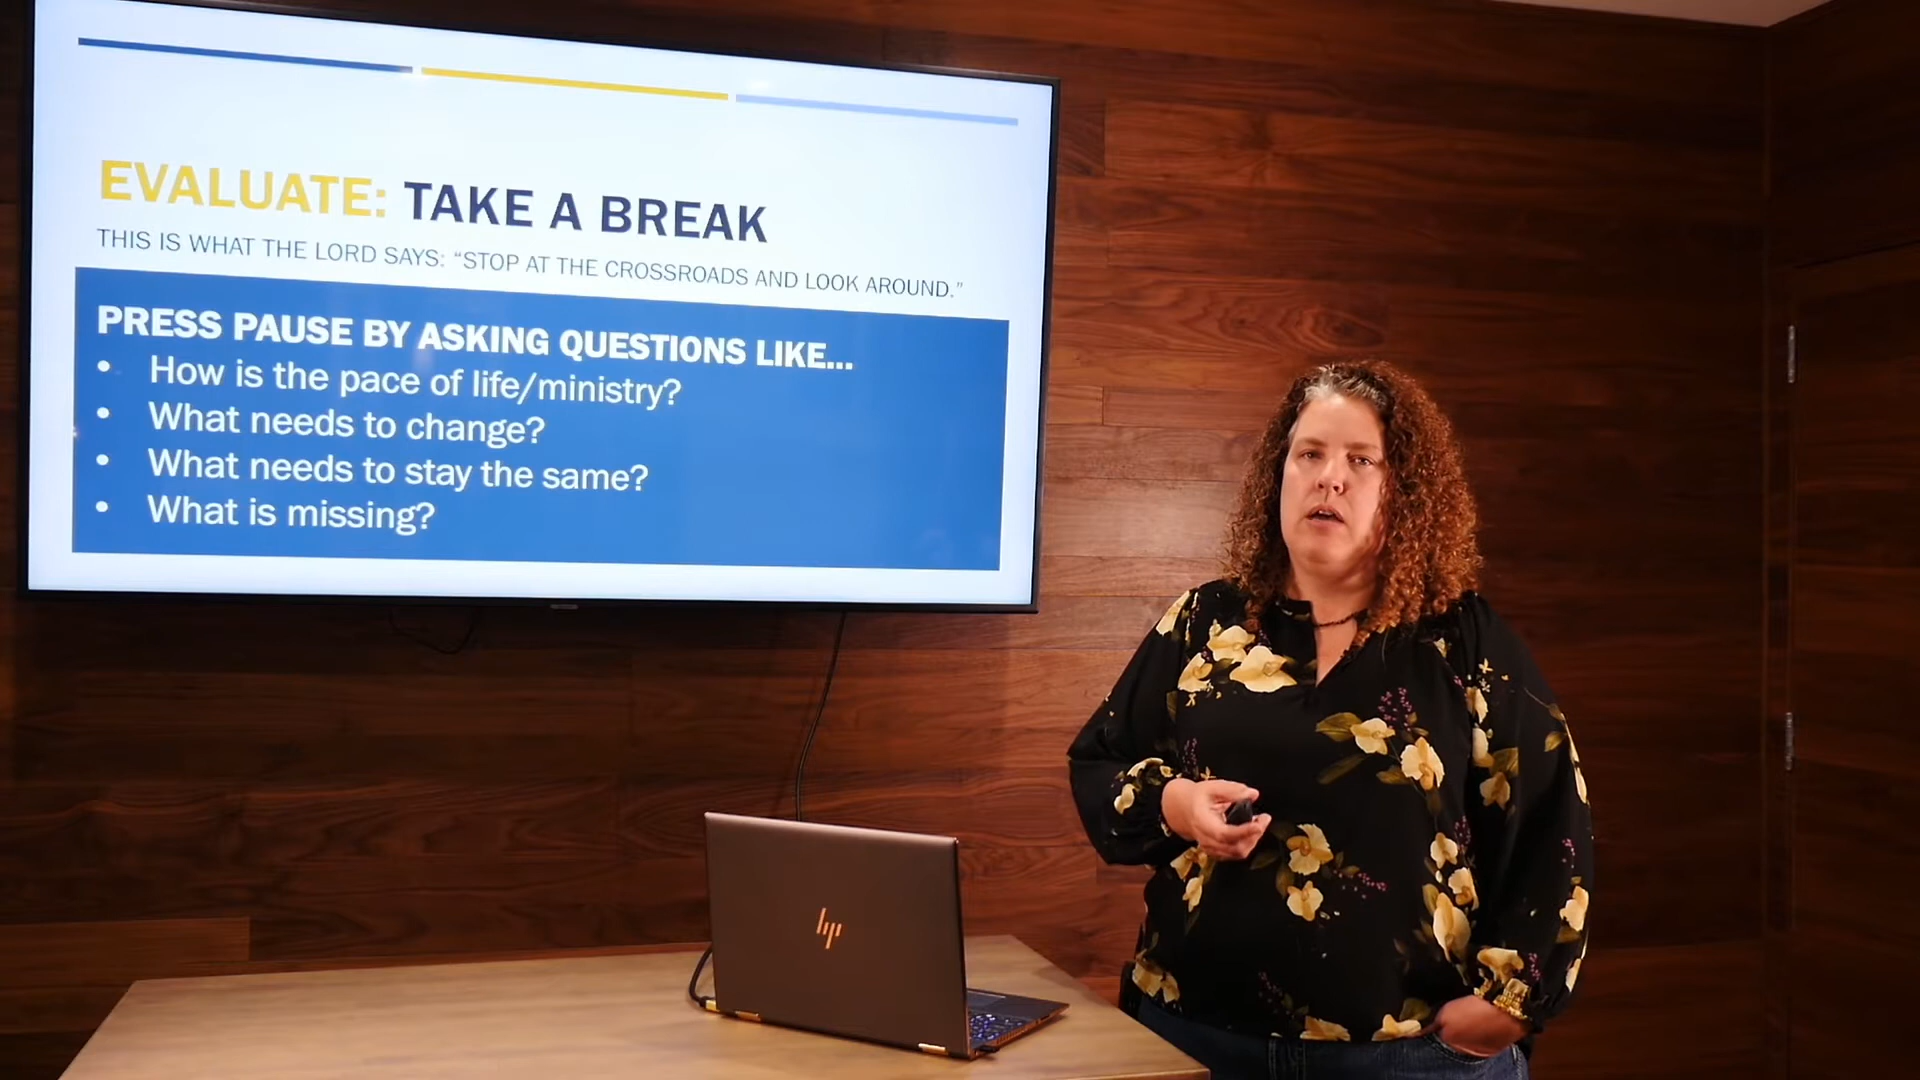 EVALUATE: TAKE A BREAK
THIS IS WHAT THE LORD SAYS: “STOP AT THE CROSSROADS AND LOOK AROUND.”
PRESS PAUSE BY ASKING QUESTIONS LIKE...
• How is the pace of life/ministry?
• What needs to change?
• What needs to stay the same?
• What is missing?
hp